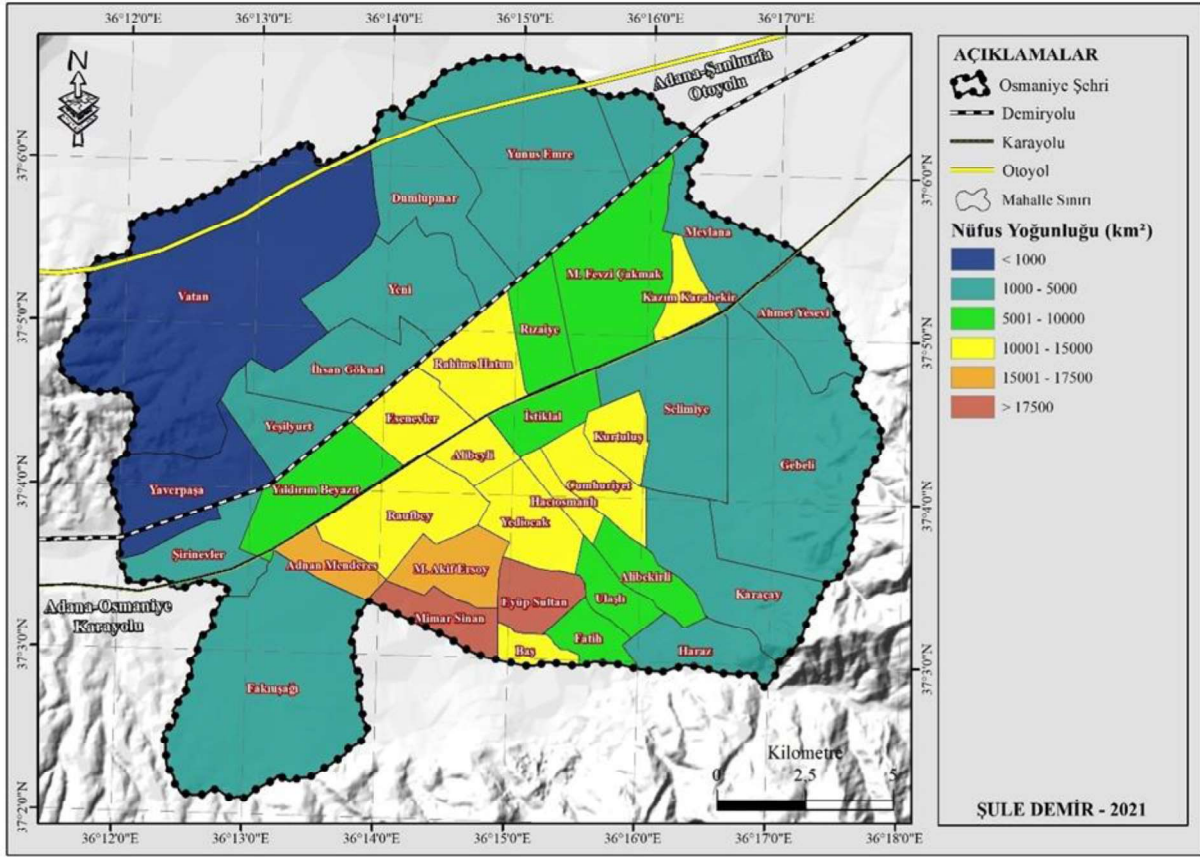 36°12'0"E 36°13'0"E 36°14'0"E 36°15'0"E 36°16'0"E 36°17'0"E
N
Adana-Şanlıurfa
Otoyolu
37°6'0"N
37°6'0"N
Yunus Emre
Dumlupınar
Mevlana
M. Fevzi Çakmak
Vatan
Yeni
Kazım Karabekir
Ahmet Yesevi
37°5'0"N
Rızaiye
37°5'0"N
Rahime Hatun
İhsan Göknal
Selimiye
Esenevler
İstiklal
Yeşilyurt
Kurtuluş
Alibeyli
Gebeli
37°4'0"N
Yaverpaşa
Yıldırım Beyazıt
Cumhuriyet
Hacıosmanlı
37°4'0"N
Raufbey
Yediocak
Şirinevler
Adnan Menderes
M. Akif Ersoy
Alibekirli
Karaçay
Eyüp Sultan
Ulaşlı
Adana-Osmaniye
Karayolu
Mimar Sinan
Fatih
37°3'0"N
Baş
Haraz
37°3'0"N
Fakıuşağı
Kilometre
0 2.5 5
37°2'0"N
36°12'0"E 36°13'0"E 36°14'0"E 36°15'0"E 36°16'0"E 36°17'0"E 36°18'0"E
AÇIKLAMALAR
Osmaniye Şehri
Demiryolu
Karayolu
Otoyol
Mahalle Sınırı
Nüfus Yoğunluğu (km²)
< 1000
1000 - 5000
5001 - 10000
10001 - 15000
15001 - 17500
> 17500
ŞULE DEMİR - 2021